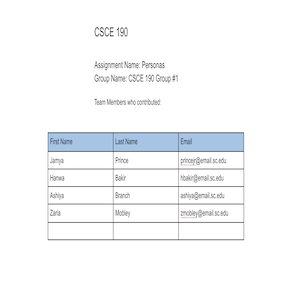 CSCE 190
Assignment Name: Personas
Group Name: CSCE 190 Group #1
Team Members who contributed:
First Name Last Name Email
Jamya Prince princejr@email.sc.edu
Hanwa Bakir hbakir@email.sc.edu
Ashiya Branch ashiya@email.sc.edu
Zaria Mobley zmobley@email.sc.edu